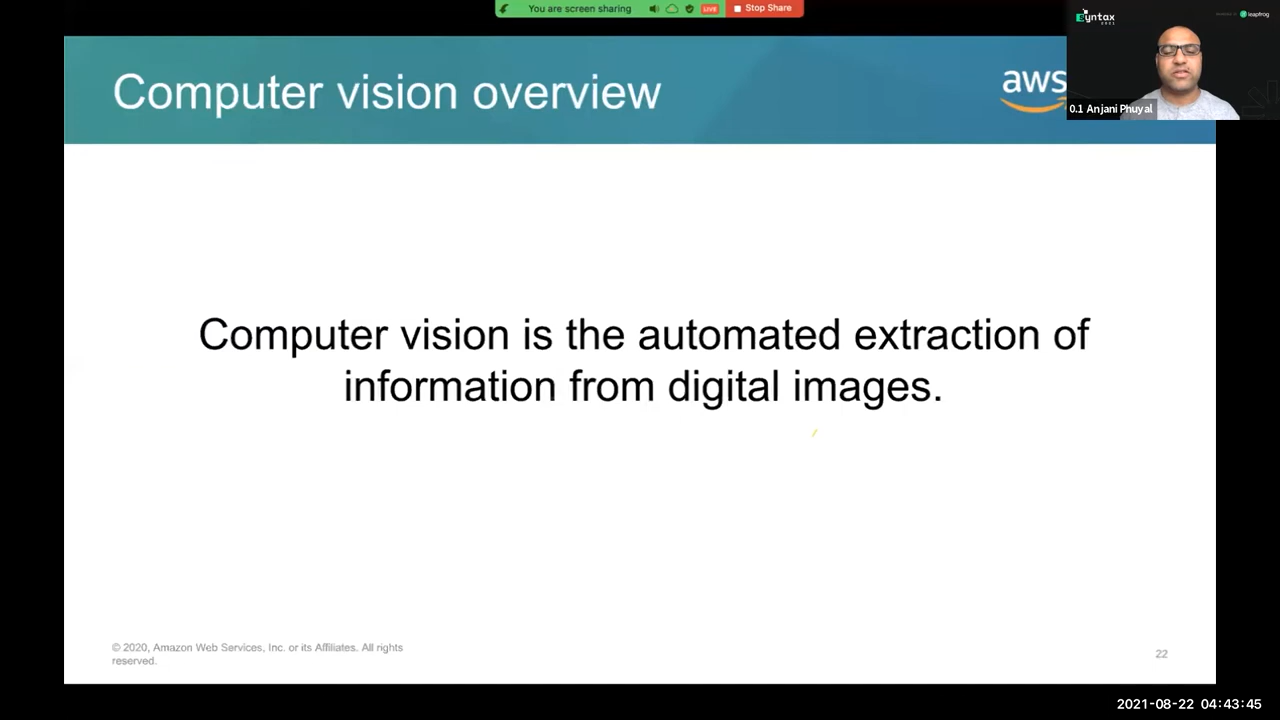 You are screen sharing LIVE Stop Share
Syntax
leapfrog
0.1 Anjani Phuyal
Computer vision overview
aws
Computer vision is the automated extraction of
information from digital images.
© 2020, Amazon Web Services, Inc. or its Affiliates. All rights
reserved.
22
2021-08-22 04:43:45